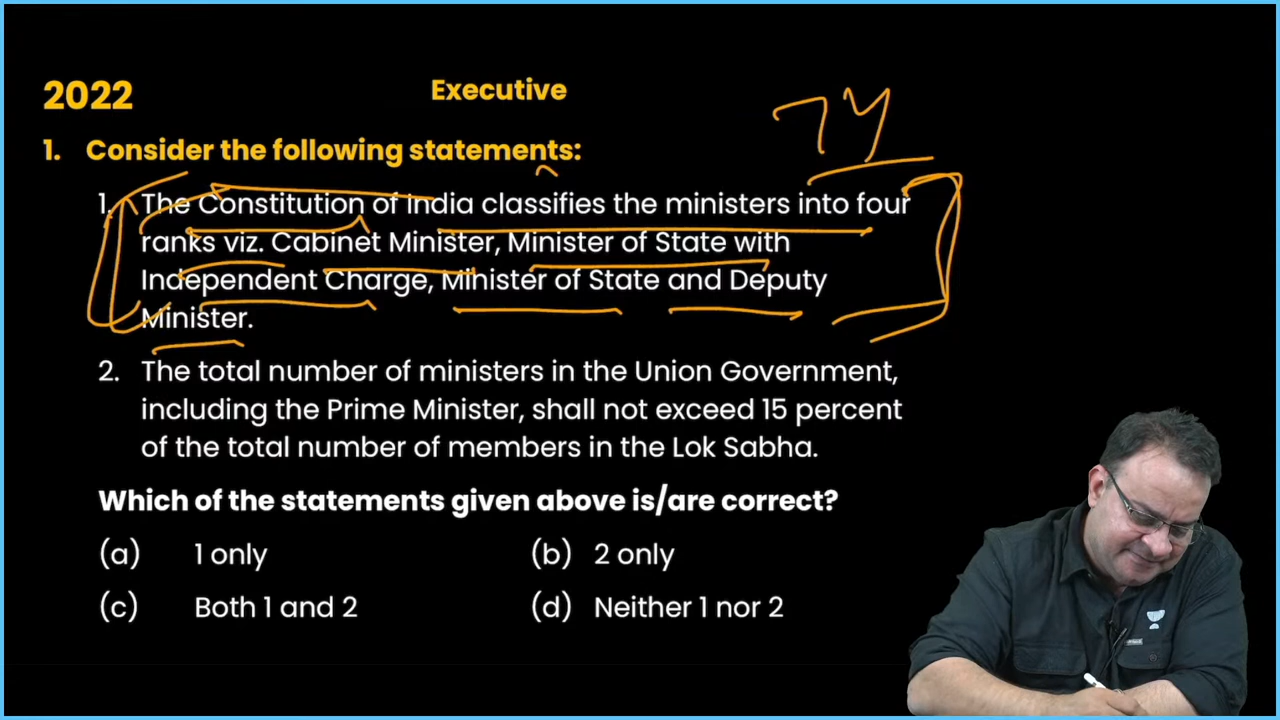 2022
Executive
74
1. Consider the following statements:
1. The Constitution of India classifies the ministers into four
ranks viz. Cabinet Minister, Minister of State with
Independent Charge, Minister of State and Deputy
Minister.
2. The total number of ministers in the Union Government,
including the Prime Minister, shall not exceed 15 percent
of the total number of members in the Lok Sabha.
Which of the statements given above is/are correct?
(a) 1 only
(b) 2 only
(c) Both 1 and 2
(d) Neither 1 nor 2